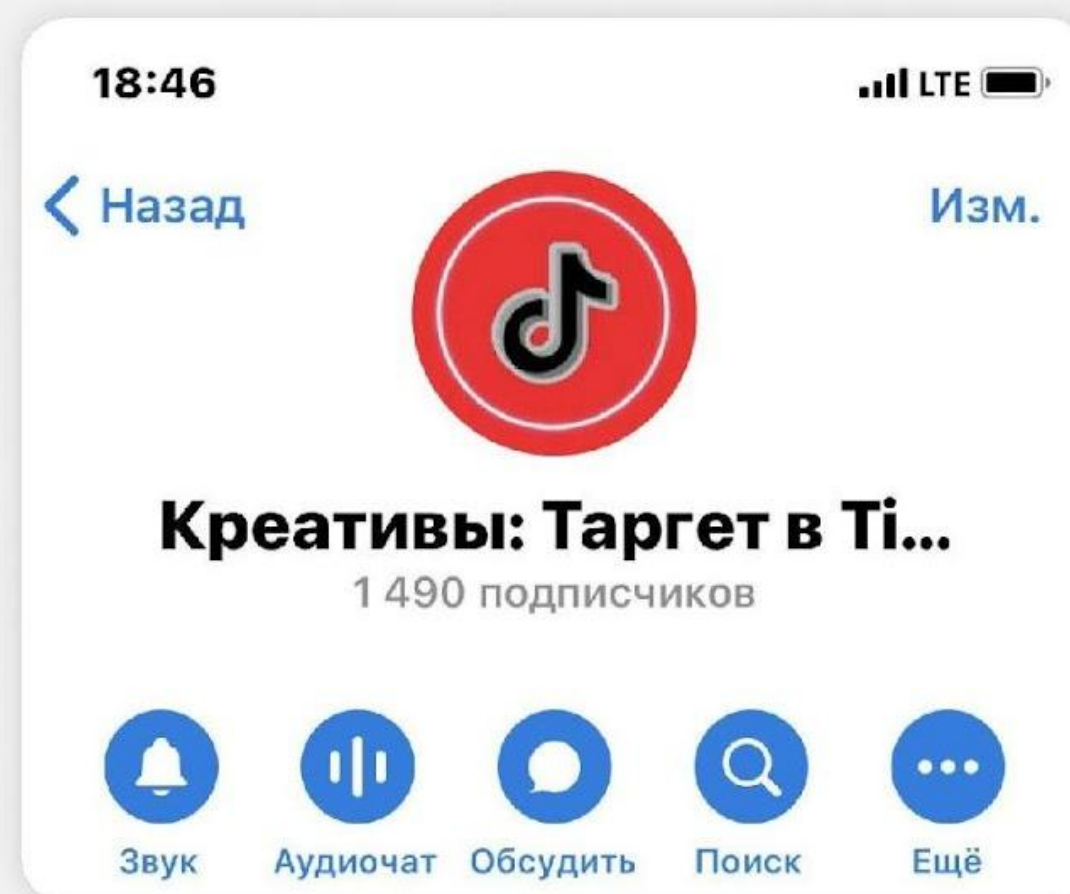 18:46 LTE
Назад Изм.
Креативы: Таргет в Ti...
1 490 подписчиков
Звук Аудиочат Обсудить Поиск Ещё